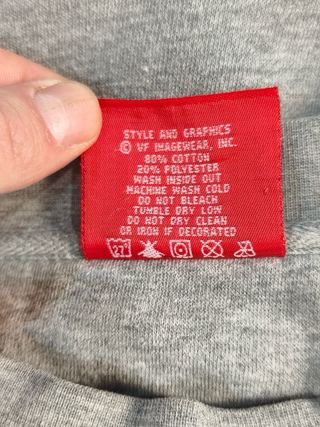 STYLE AND GRAPHICS
© VF IMAGEWEAR, INC.
80% COTTON
20% POLYESTER
WASH INSIDE OUT
MACHINE WASH COLD
DO NOT BLEACH
TUMBLE DRY LOW
DO NOT DRY CLEAN
OR IRON IF DECORATED
27°